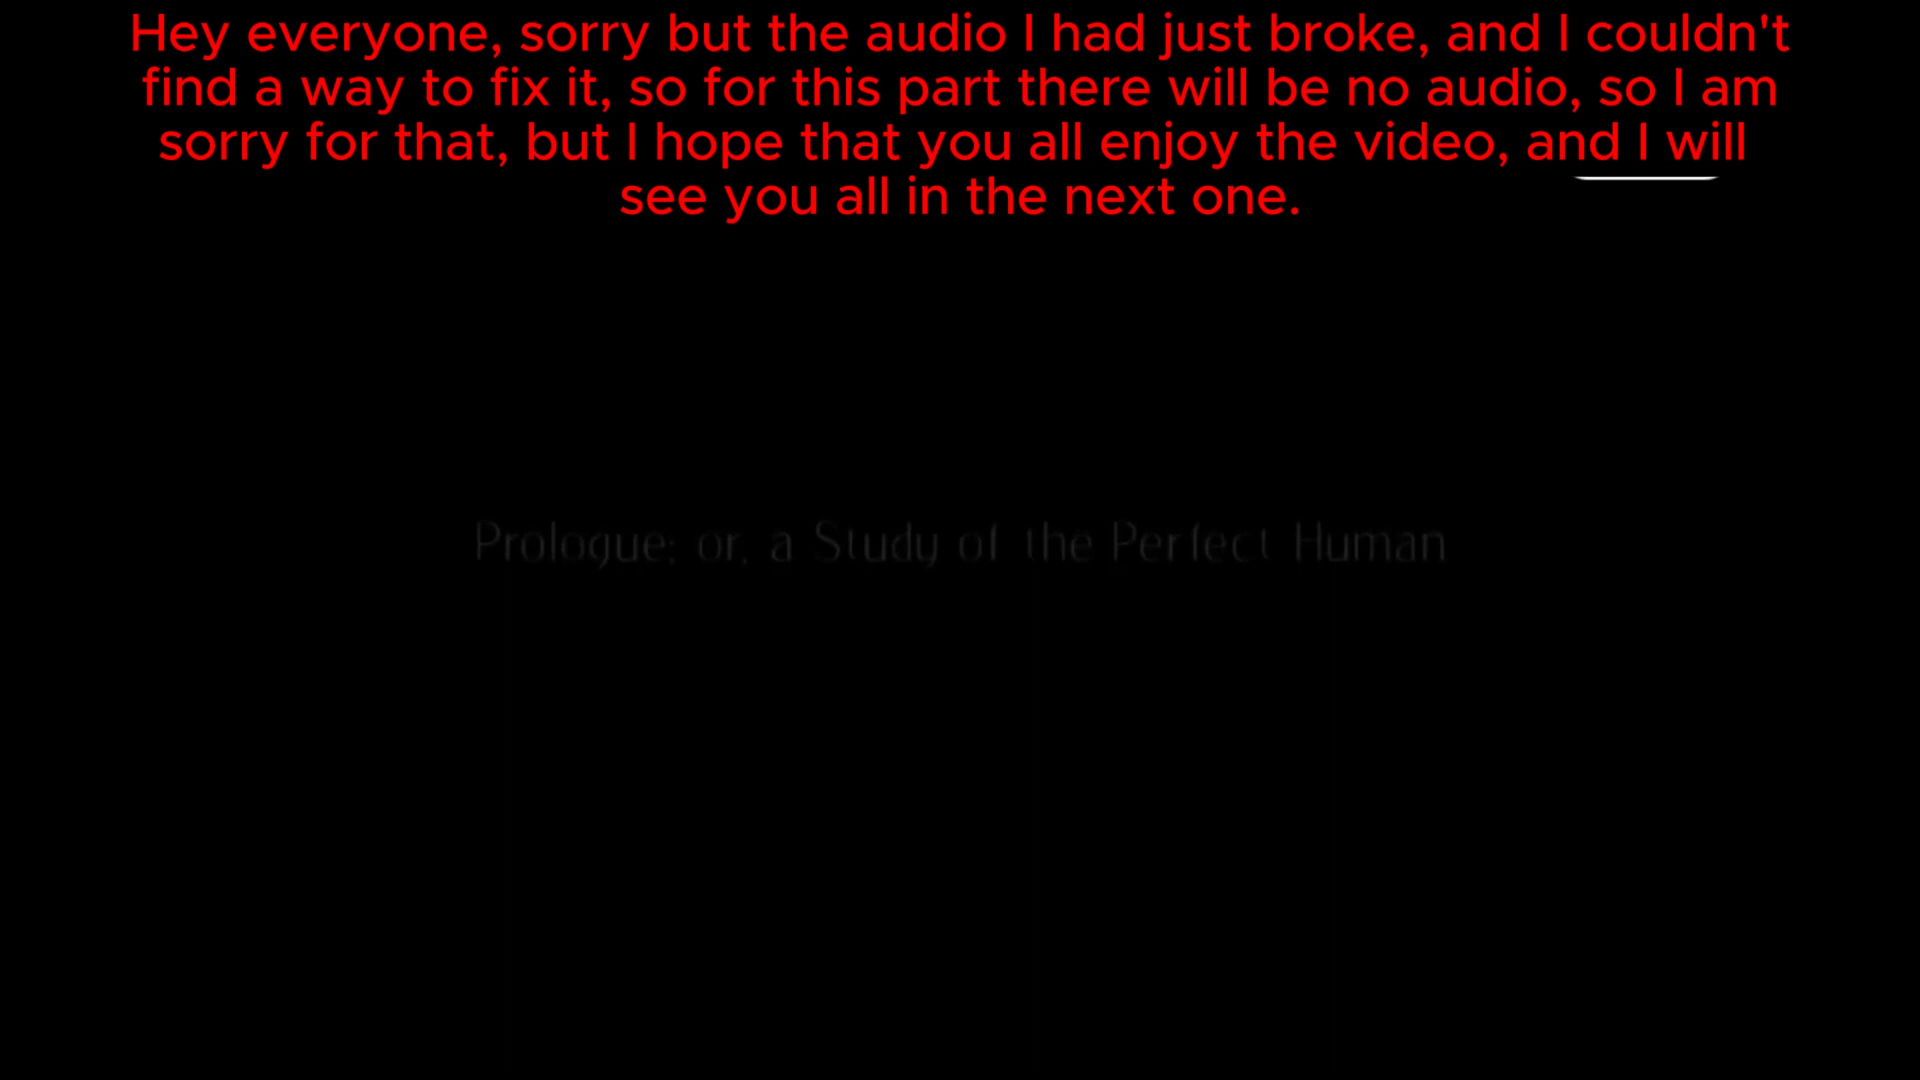 Hey everyone, sorry but the audio I had just broke, and I couldn't
find a way to fix it, so for this part there will be no audio, so I am
sorry for that, but I hope that you all enjoy the video, and I will
see you all in the next one.
Prologue; or, a Study of the Perfect Human